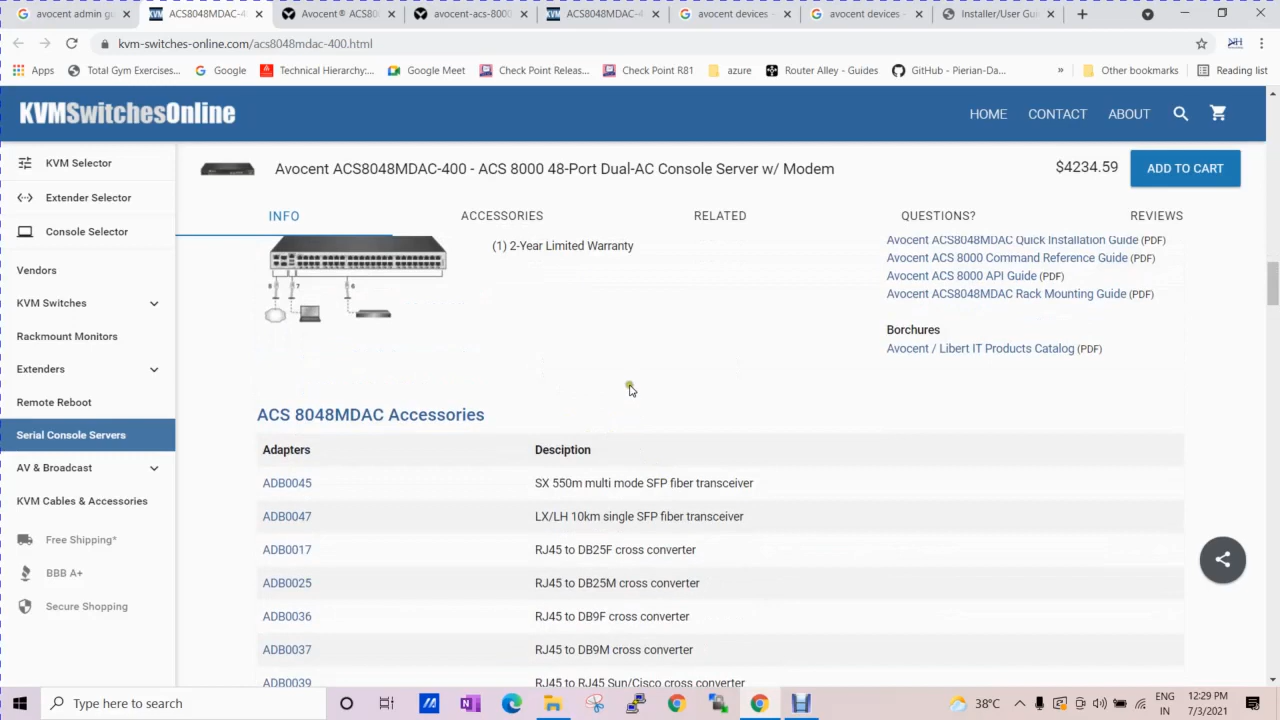 avocent admin gu
ACS8048MDAC-4
Avocent® ACS80
avocent-acs-8000
ACS8048MDAC-4
avocent devices -
avocent devices -
Installer/User Gui
kvm-switches-online.com/acs8048mdac-400.html
Apps
Total Gym Exercises...
Google
Technical Hierarchy:...
Google Meet
Check Point Releas...
Check Point R81
azure
Router Alley - Guides
GitHub - Pierian-Da...
»
Other bookmarks
Reading list
KVMSwitchesOnline
HOME
CONTACT
ABOUT
KVM Selector
Extender Selector
Console Selector
Vendors
KVM Switches
Rackmount Monitors
Extenders
Remote Reboot
Serial Console Servers
AV & Broadcast
KVM Cables & Accessories
Free Shipping*
BBB A+
Secure Shopping
Avocent ACS8048MDAC-400 - ACS 8000 48-Port Dual-AC Console Server w/ Modem
$4234.59
ADD TO CART
INFO
ACCESSORIES
RELATED
QUESTIONS?
REVIEWS
8 7 6
(1) 2-Year Limited Warranty
Avocent ACS8048MDAC Quick Installation Guide (PDF)
Avocent ACS 8000 Command Reference Guide (PDF)
Avocent ACS 8000 API Guide (PDF)
Avocent ACS8048MDAC Rack Mounting Guide (PDF)
Borchures
Avocent / Libert IT Products Catalog (PDF)
ACS 8048MDAC Accessories
Adapters Desciption
ADB0045 SX 550m multi mode SFP fiber transceiver
ADB0047 LX/LH 10km single SFP fiber transceiver
ADB0017 RJ45 to DB25F cross converter
ADB0025 RJ45 to DB25M cross converter
ADB0036 RJ45 to DB9F cross converter
ADB0037 RJ45 to DB9M cross converter
ADB0039 RJ45 to RJ45 Sun/Cisco cross converter
Type here to search
38°C
ENG
IN
12:29 PM
7/3/2021